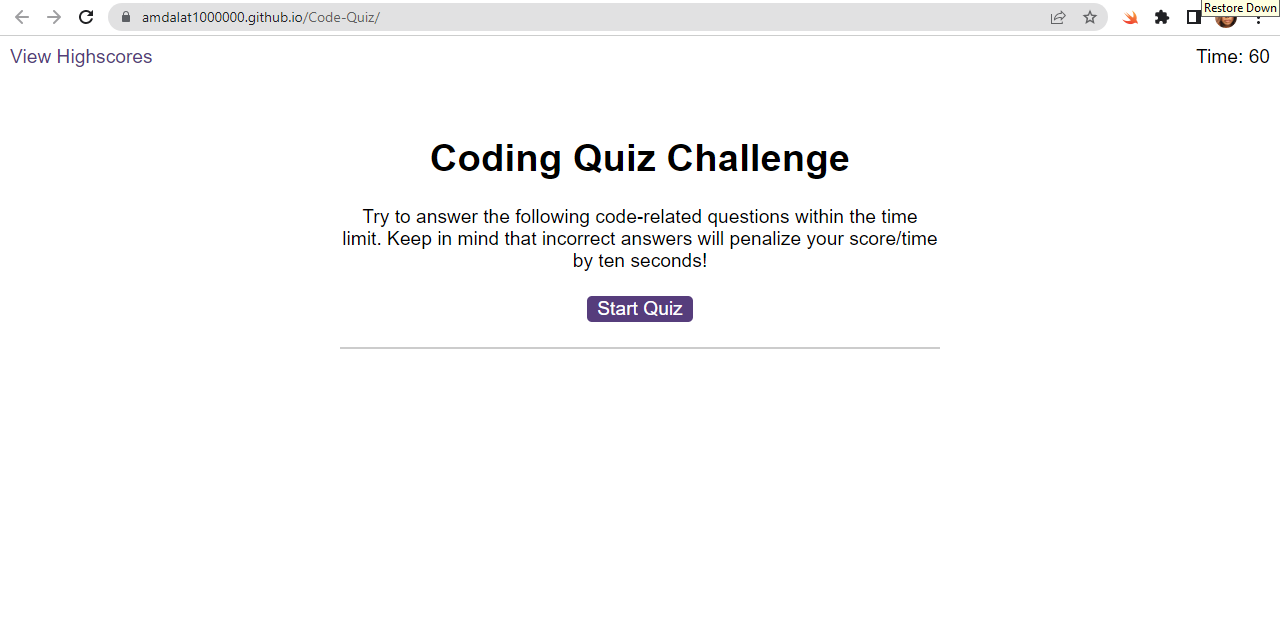 amdalat1000000.github.io/Code-Quiz/
Restore Down
View Highscores
Time: 60
Coding Quiz Challenge
Try to answer the following code-related questions within the time
limit. Keep in mind that incorrect answers will penalize your score/time
by ten seconds!
Start Quiz